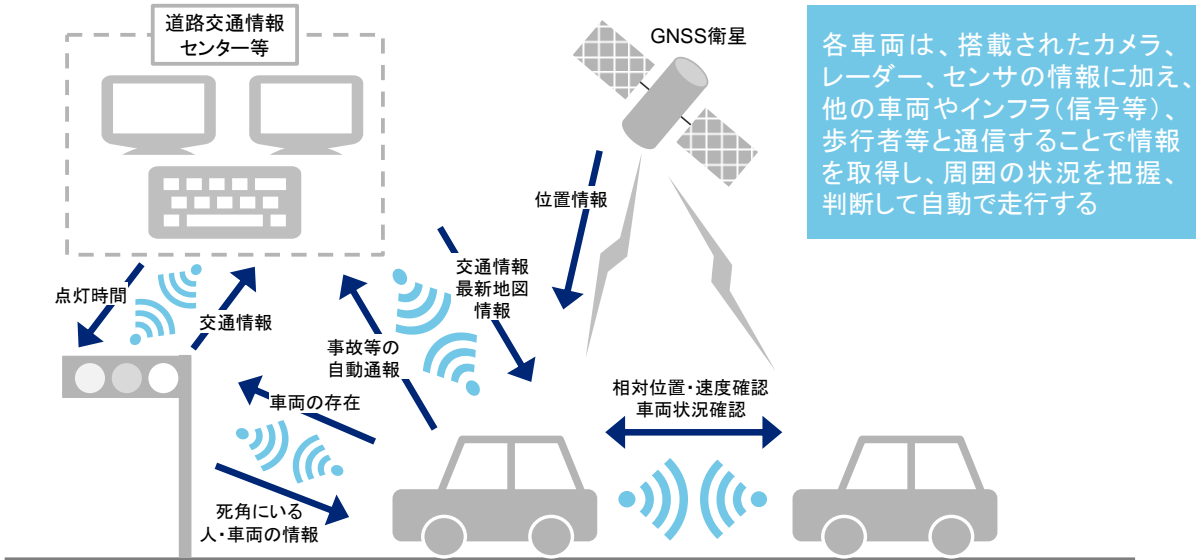 道路交通情報
センター等
GNSS衛星
各車両は、搭載されたカメラ、
レーダー、センサの情報に加え、
他の車両やインフラ（信号等）、
歩行者等と通信することで情報
を取得し、周囲の状況を把握、
判断して自動で走行する
位置情報
交通情報
最新地図
情報
点灯時間
交通情報
事故等の
自動通報
相対位置・速度確認
車両状況確認
車両の存在
死角にいる
人・車両の情報